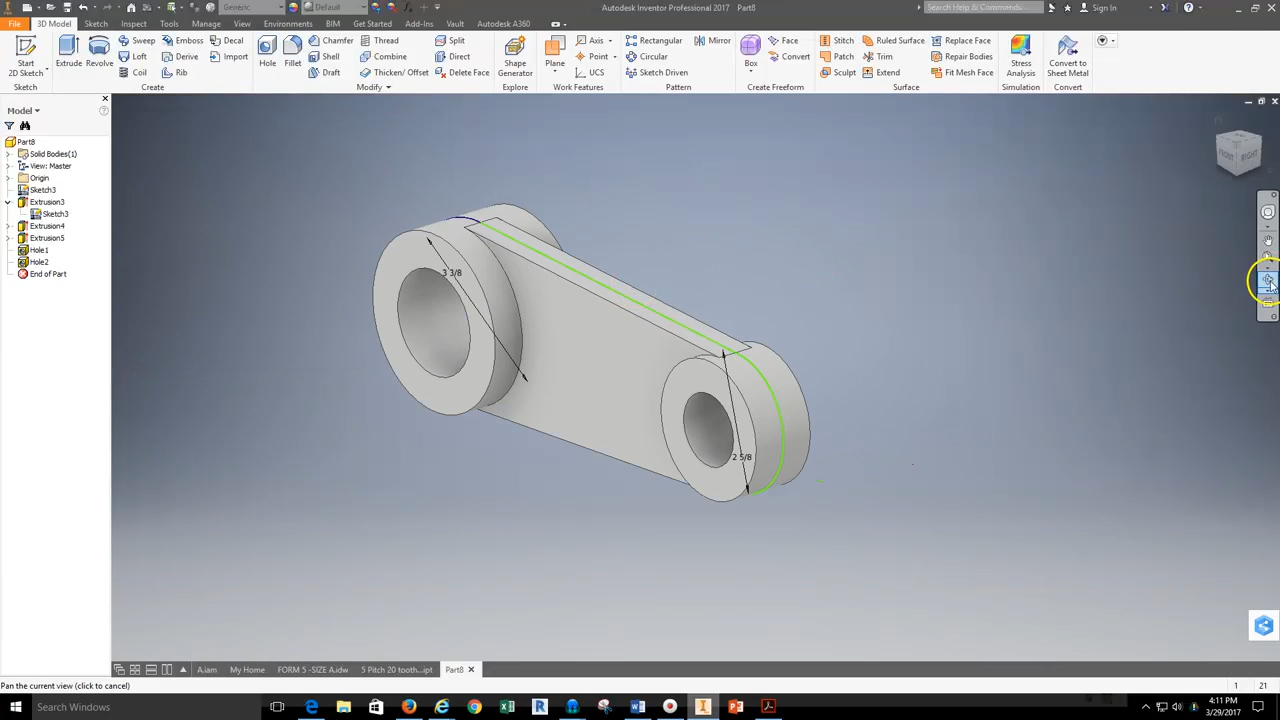 Generic
Default
Autodesk Inventor Professional 2017 Part8
Search Help & Commands...
Sign In
File
3D Model
Sketch
Inspect
Tools
Manage
View
Environments
BIM
Get Started
Add-Ins
Vault
Autodesk A360
Start
2D Sketch
Extrude
Revolve
Sweep
Loft
Coil
Emboss
Derive
Rib
Decal
Import
Hole
Fillet
Chamfer
Shell
Draft
Thread
Combine
Thicken/ Offset
Split
Direct
Delete Face
Shape
Generator
Plane
Axis
UCS
Rectangular
Circular
Sketch Driven
Mirror
Box
Face
Convert
Stitch
Patch
Sculpt
Ruled Surface
Trim
Extend
Replace Face
Repair Bodies
Fit Mesh Face
Stress
Analysis
Convert to
Sheet Metal
Sketch
Create
Modify
Explore
Work Features
Pattern
Create Freeform
Surface
Simulation
Convert
Model
Part8
Solid Bodies(1)
View: Master
Origin
Sketch3
Extrusion3
Sketch3
Extrusion4
Extrusion5
Hole1
Hole2
End of Part
FRONT
RIGHT
3 3/8
2 5/8
A.iam
My Home
FORM 5 -SIZE A.idw
5 Pitch 20 tooth...ipt
Part8
Pan the current view (click to cancel)
1
21
Search Windows
4:11 PM
3/29/2017